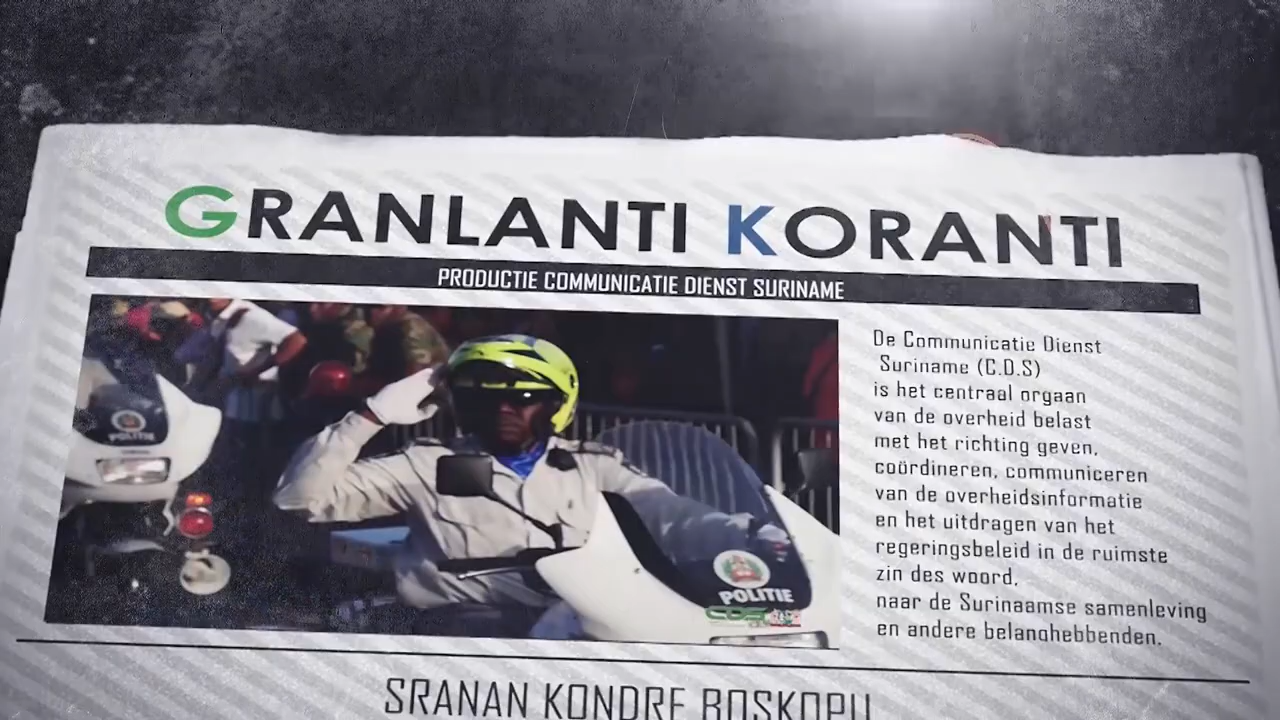 GRANLANTI KORANTI
PRODUCTIE COMMUNICATIE DIENST SURINAME
De Communicatie Dienst
Suriname (C.D.S)
is het centraal orgaan
van de overheid belast
met het richting geven,
coördineren, communiceren
van de overheidsinformatie
en het uitdragen van het
regeringsbeleid in de ruimste
zin des woord,
naar de Surinaamse samenleving
en andere belanghebbenden.
POLITIE
POLITIE
CDS
SRANAN KONDRE BOSKOPU